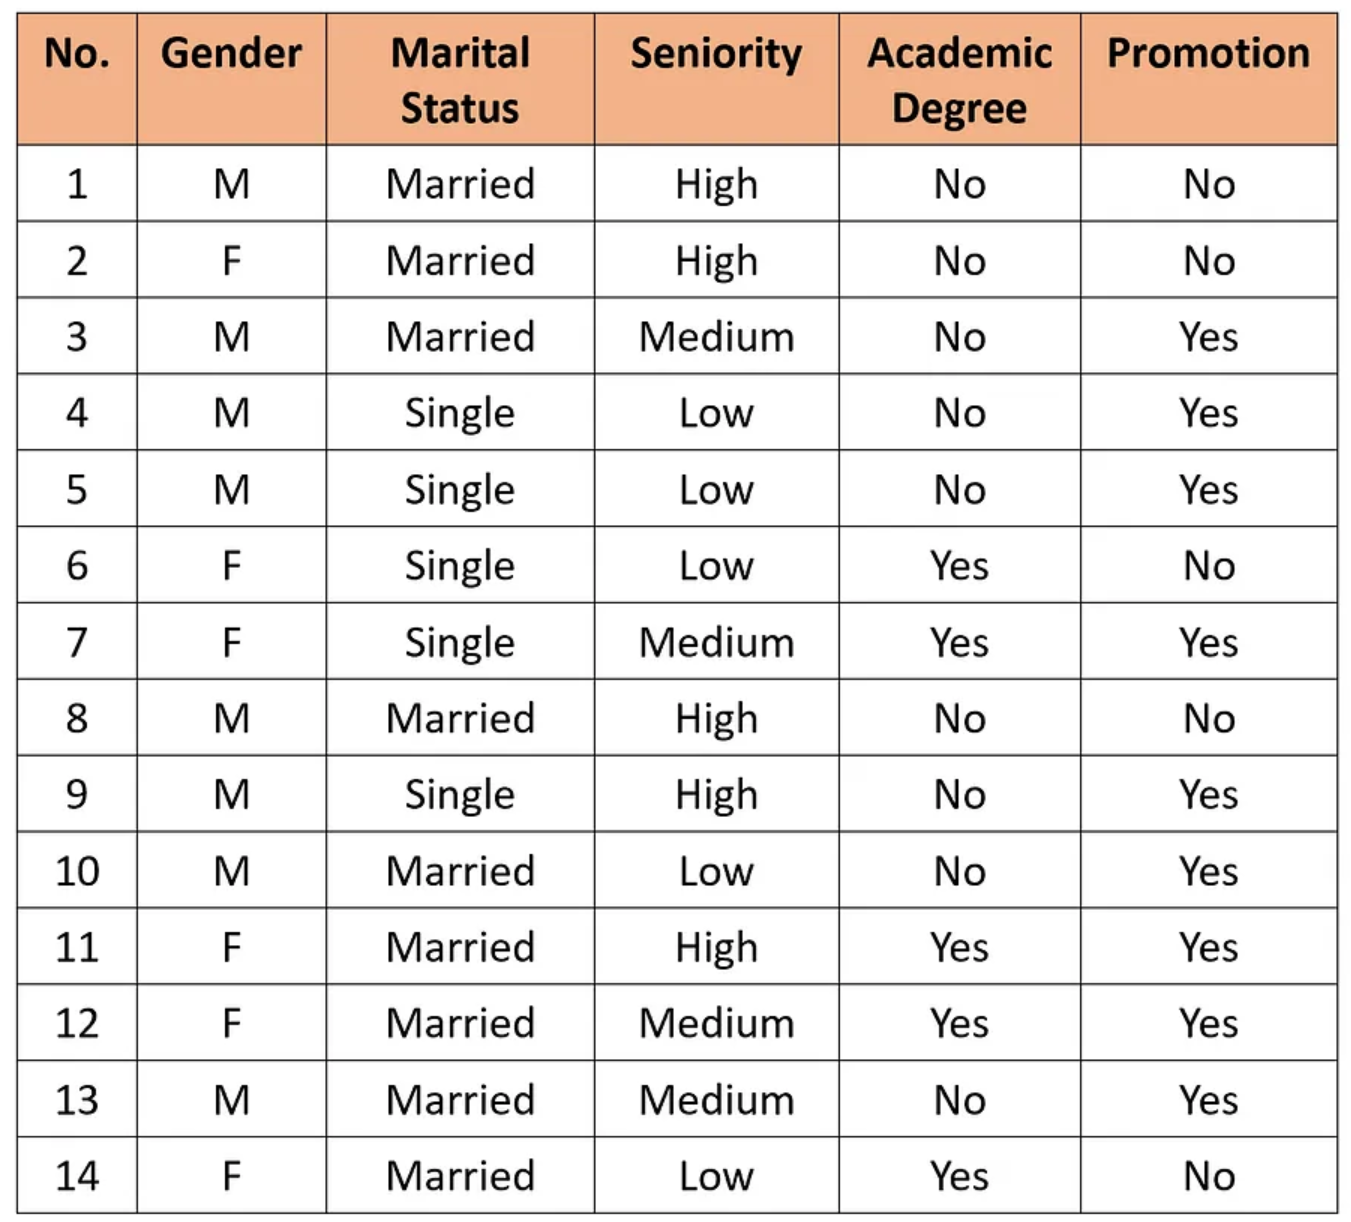 No. Gender Marital Status Seniority Academic Degree Promotion
1 M Married High No No
2 F Married High No No
3 M Married Medium No Yes
4 M Single Low No Yes
5 M Single Low No Yes
6 F Single Low Yes No
7 F Single Medium Yes Yes
8 M Married High No No
9 M Single High No Yes
10 M Married Low No Yes
11 F Married High Yes Yes
12 F Married Medium Yes Yes
13 M Married Medium No Yes
14 F Married Low Yes No